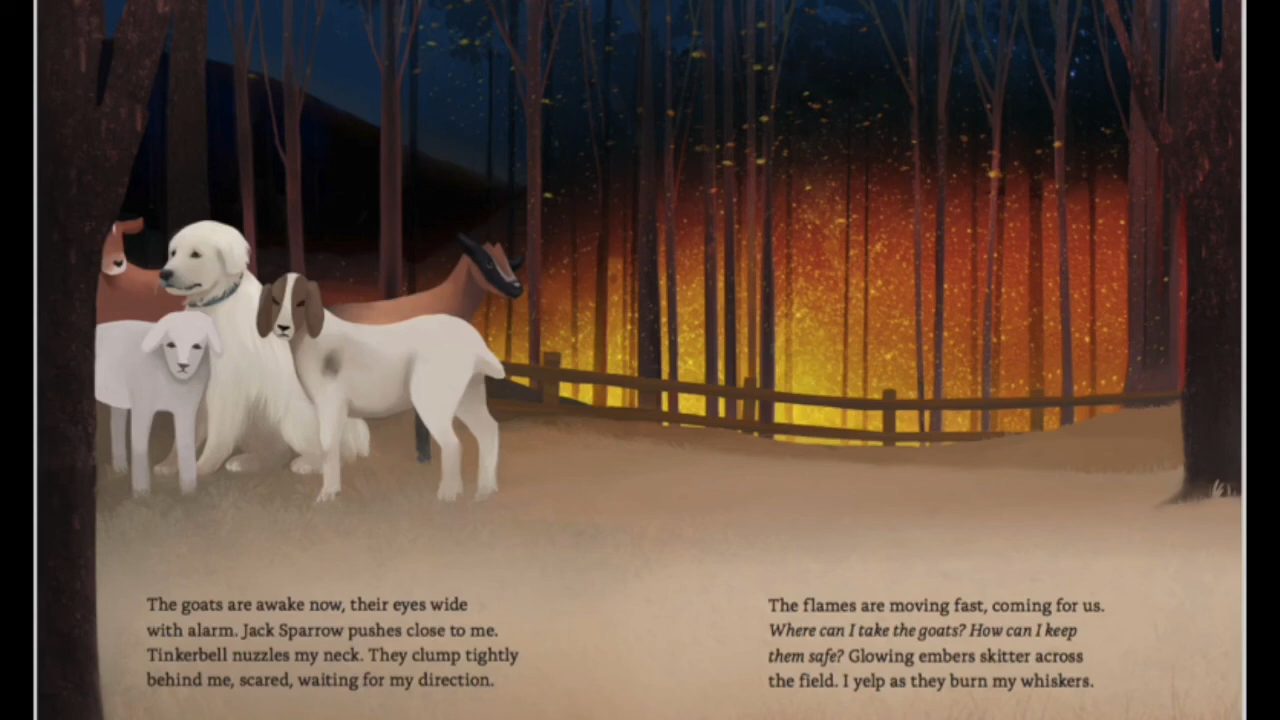 The goats are awake now, their eyes wide
with alarm. Jack Sparrow pushes close to me.
Tinkerbell nuzzles my neck. They clump tightly
behind me, scared, waiting for my direction.
The flames are moving fast, coming for us.
Where can I take the goats? How can I keep
them safe? Glowing embers skitter across
the field. I yelp as they burn my whiskers.